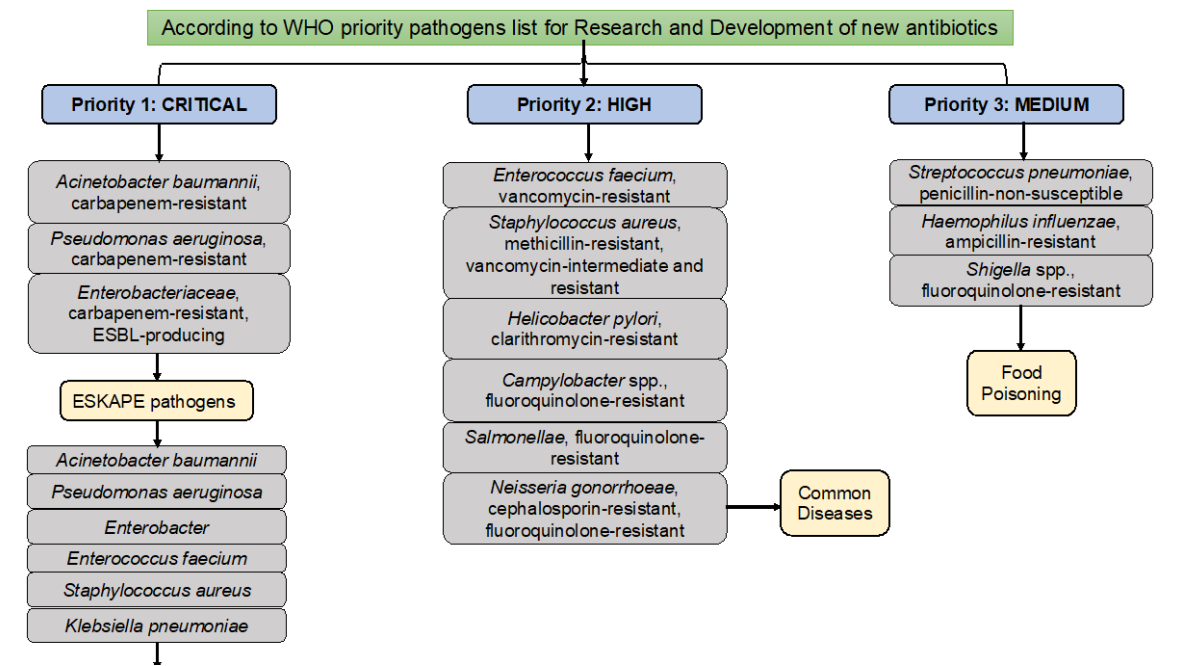 According to WHO priority pathogens list for Research and Development of new antibiotics
Priority 1: CRITICAL
Acinetobacter baumannii,
carbapenem-resistant
Pseudomonas aeruginosa,
carbapenem-resistant
Enterobacteriaceae,
carbapenem-resistant,
ESBL-producing
ESKAPE pathogens
Acinetobacter baumannii
Pseudomonas aeruginosa
Enterobacter
Enterococcus faecium
Staphylococcus aureus
Klebsiella pneumoniae
Priority 2: HIGH
Enterococcus faecium,
vancomycin-resistant
Staphylococcus aureus,
methicillin-resistant,
vancomycin-intermediate and
resistant
Helicobacter pylori,
clarithromycin-resistant
Campylobacter spp.,
fluoroquinolone-resistant
Salmonellae, fluoroquinolone-
resistant
Neisseria gonorrhoeae,
cephalosporin-resistant,
fluoroquinolone-resistant
Common
Diseases
Priority 3: MEDIUM
Streptococcus pneumoniae,
penicillin-non-susceptible
Haemophilus influenzae,
ampicillin-resistant
Shigella spp.,
fluoroquinolone-resistant
Food
Poisoning